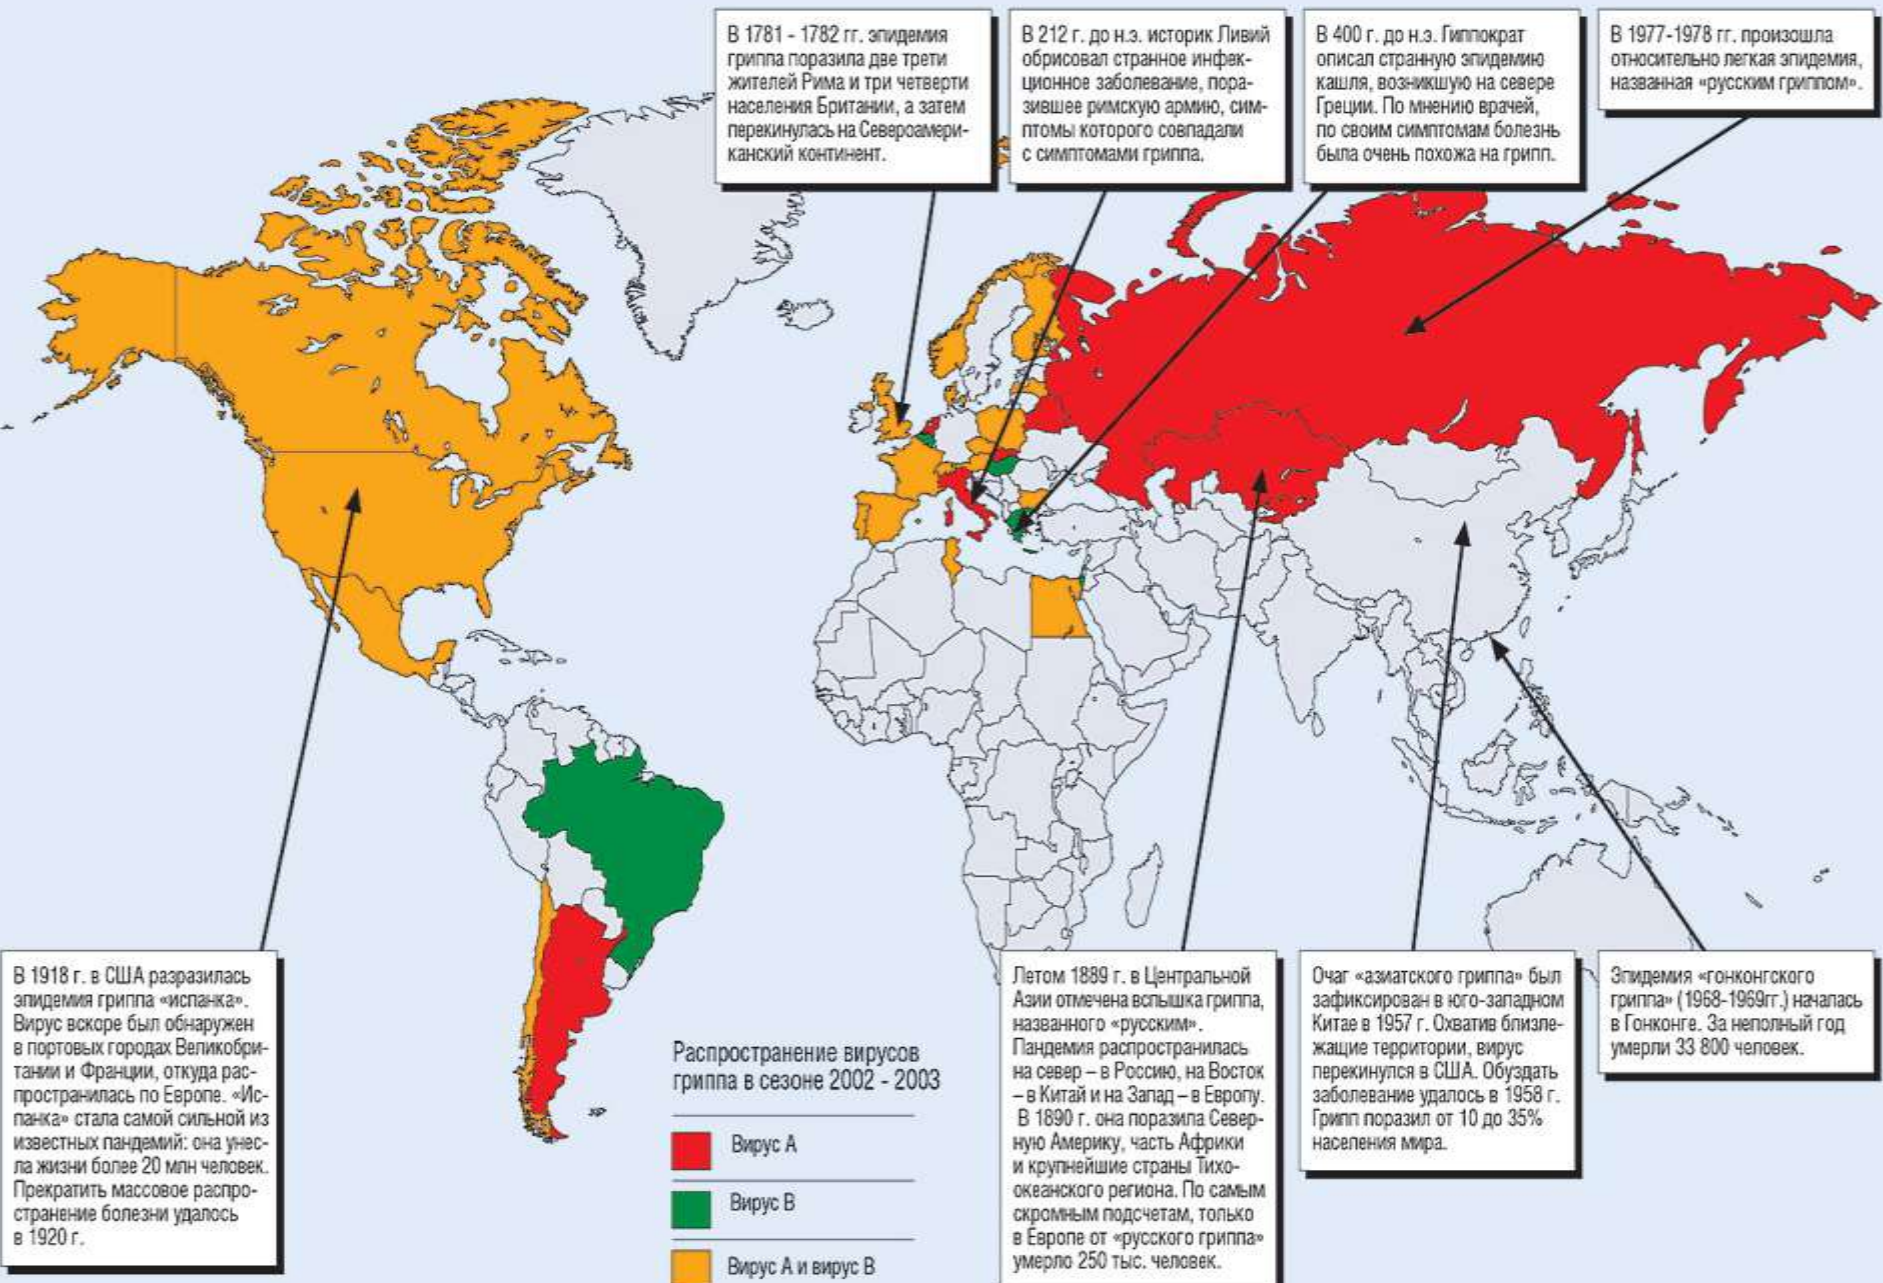 В 1781 - 1782 гг. эпидемия
гриппа поразила две трети
жителей Рима и три четверти
населения Британии, а затем
перекинулась на Североамери-
канский континент.
В 212 г. до н.э. историк Ливий
обрисовал странное инфек-
ционное заболевание, пора-
зившее римскую армию, сим-
птомы которого совпадали
с симптомами гриппа.
В 400 г. до н.э. Гиппократ
описал странную эпидемию
кашля, возникшую на севере
Греции. По мнению врачей,
по своим симптомам болезнь
была очень похожа на грипп.
В 1977-1978 гг. произошла
относительно легкая эпидемия,
названная «русским гриппом».
В 1918 г. в США разразилась
эпидемия гриппа «испанка».
Вирус вскоре был обнаружен
в портовых городах Великобри-
тании и Франции, откуда рас-
пространилась по Европе. «Ис-
панка» стала самой сильной из
известных пандемий: она унес-
ла жизни более 20 млн человек.
Прекратить массовое распро-
странение болезни удалось
в 1920 г.
Распространение вирусов
гриппа в сезоне 2002 - 2003
Вирус А
Вирус В
Вирус А и вирус В
Летом 1889 г. в Центральной
Азии отмечена вспышка гриппа,
названного «русским».
Пандемия распространилась
на север – в Россию, на Восток
– в Китай и на Запад – в Европу.
В 1890 г. она поразила Север-
ную Америку, часть Африки
и крупнейшие страны Тихо-
океанского региона. По самым
скромным подсчетам, только
в Европе от «русского гриппа»
умерло 250 тыс. человек.
Очаг «азиатского гриппа» был
зафиксирован в юго-западном
Китае в 1957 г. Охватив близле-
жащие территории, вирус
перекинулся в США. Обуздать
заболевание удалось в 1958 г.
Грипп поразил от 10 до 35%
населения мира.
Эпидемия «гонконгского
гриппа» (1968-1969гг.) началась
в Гонконге. За неполный год
умерли 33 800 человек.